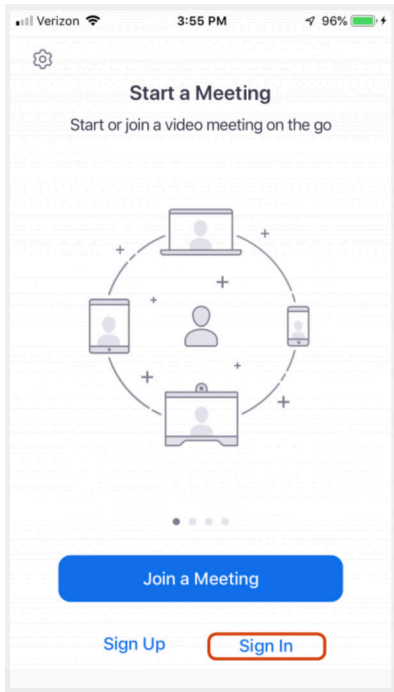 Verizon 3:55 PM 96%
Start a Meeting
Start or join a video meeting on the go
Join a Meeting
Sign Up Sign In